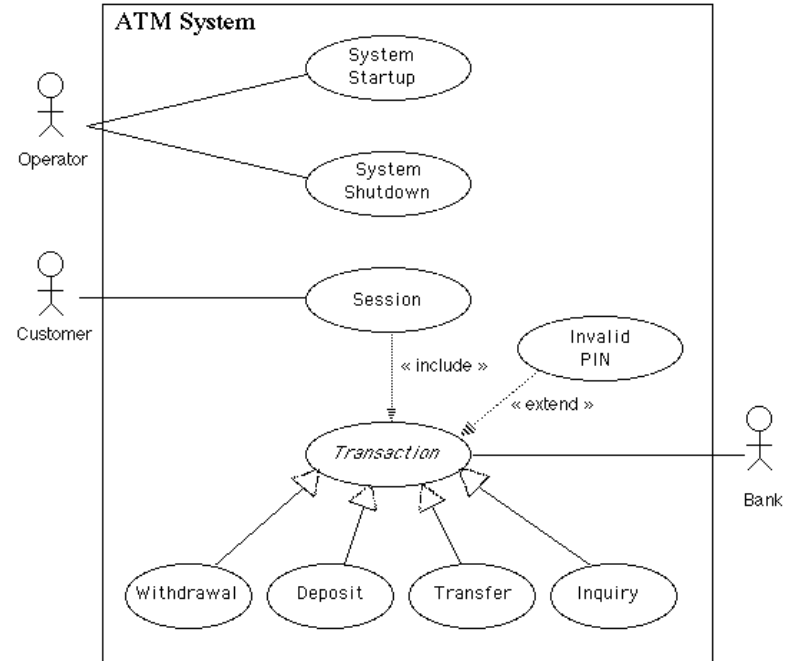 ATM System
System
Startup
Operator
System
Shutdown
Customer
Session
Invalid
PIN
« include »
« extend »
Transaction
Bank
Withdrawal
Deposit
Transfer
Inquiry